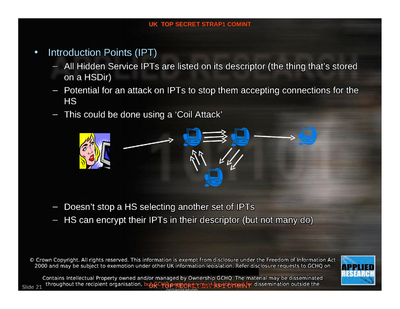 UK TOP SECRET STRAP1 COMINT
• Introduction Points (IPT)
– All Hidden Service IPTs are listed on its descriptor (the thing that's stored
on a HSDir)
– Potential for an attack on IPTs to stop them accepting connections for the
HS
– This could be done using a 'Coil Attack'
– Doesn't stop a HS selecting another set of IPTs
– HS can encrypt their IPTs in their descriptor (but not many do)
© Crown Copyright. All rights reserved. This information is exempt from disclosure under the Freedom of Information Act
2000 and may be subject to exemption under other UK information legislation. Refer disclosure requests to GCHQ on
Contains Intellectual Property owned and/or managed by Ownership GCHQ. The material may be disseminated
throughout the recipient organisation, dissemination outside the
UK TOP SECRET STRAP1 COMINT
Slide 21
APPLIED
RESEARCH